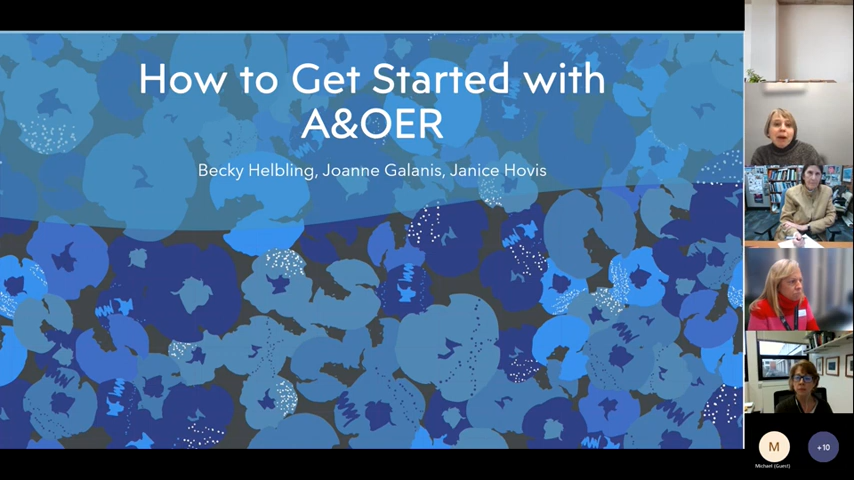 How to Get Started with
A&OER
Becky Helbling, Joanne Galanis, Janice Hovis
M
+10
Michael (Guest)